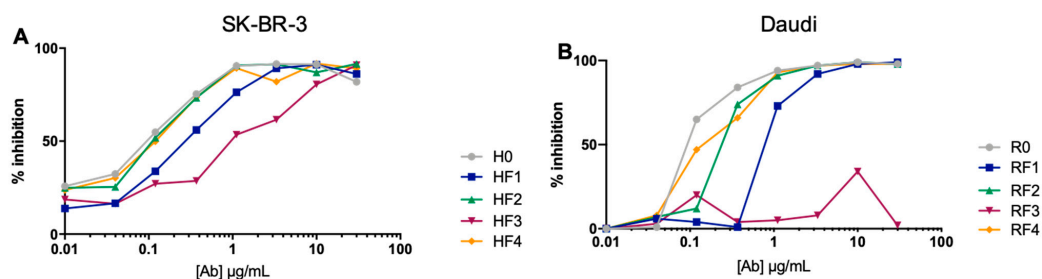 SK-BR-3
A
100
50
0
% inhibition
0.01
0.1
1
10
100
[Ab] µg/mL
H0
HF1
HF2
HF3
HF4
Daudi
B
100
50
0
% inhibition
0.01
0.1
1
10
100
[Ab] µg/mL
R0
RF1
RF2
RF3
RF4